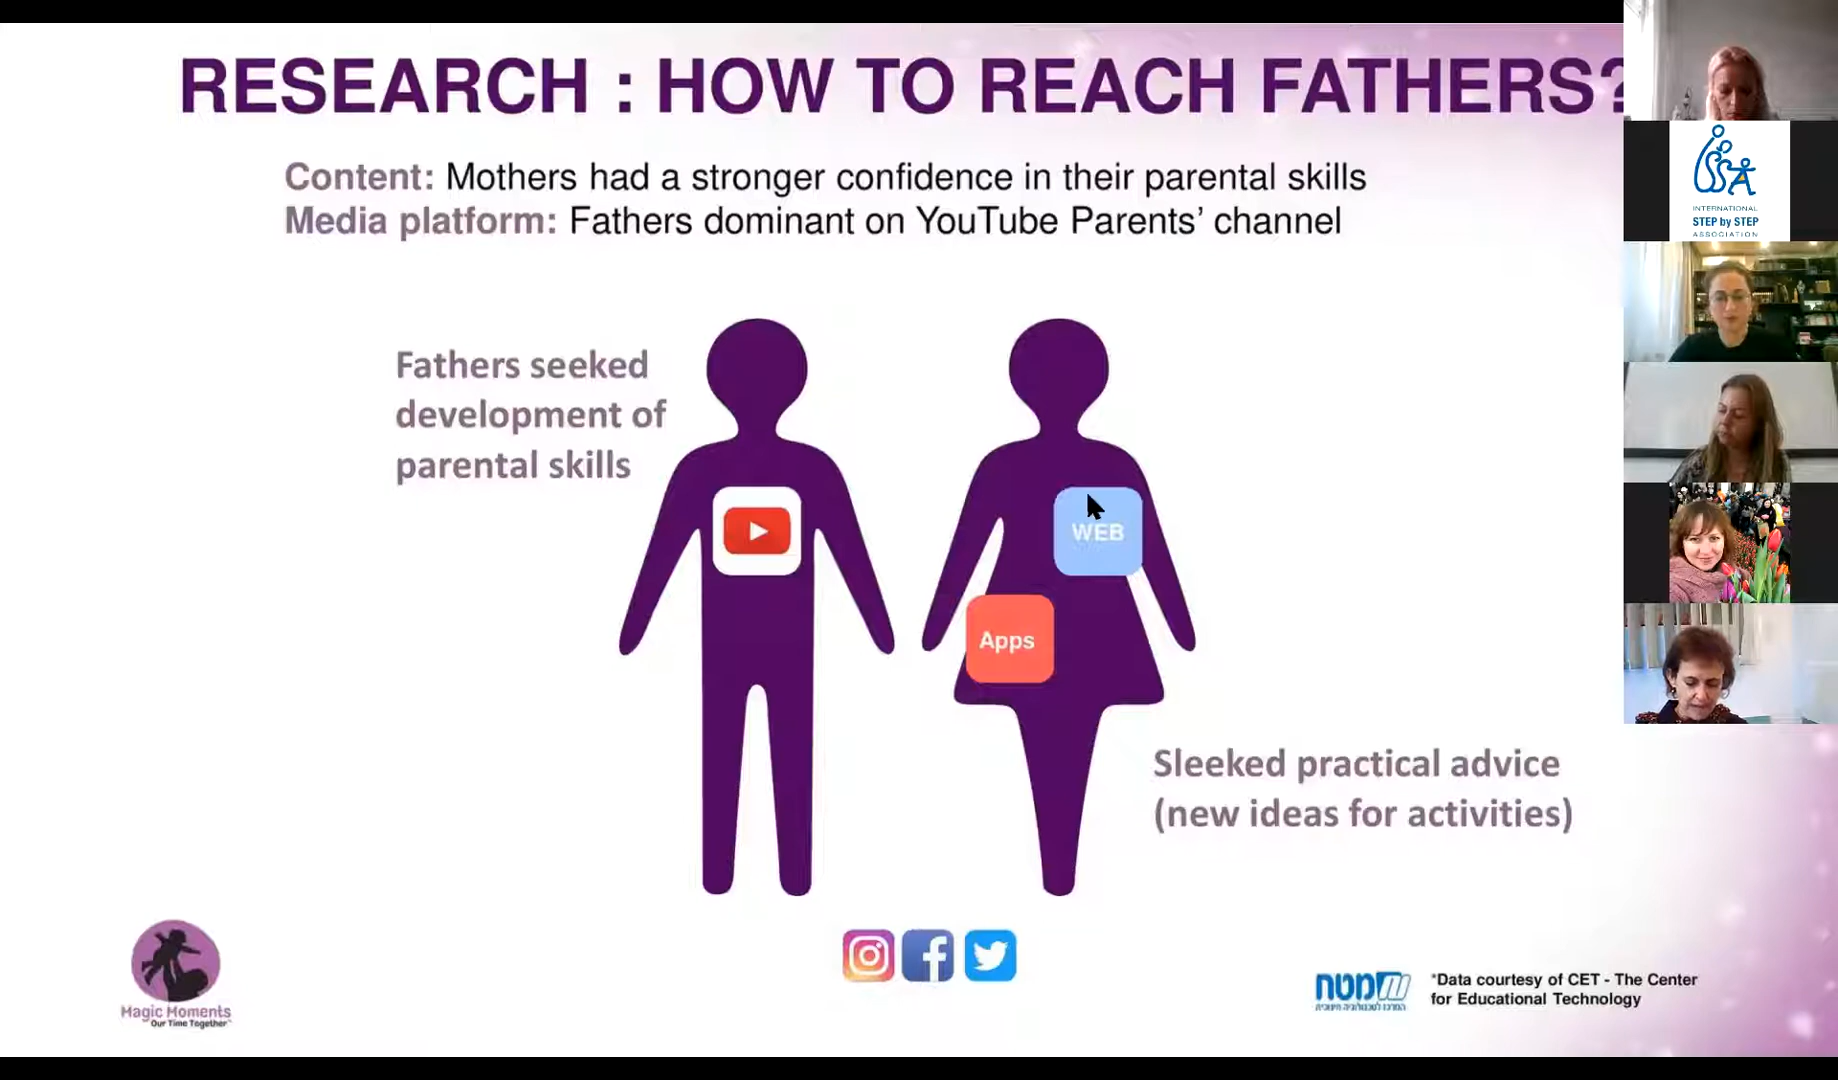 RESEARCH : HOW TO REACH FATHERS?
Content: Mothers had a stronger confidence in their parental skills
Media platform: Fathers dominant on YouTube Parents’ channel
Fathers seeked
development of
parental skills
WEB
Apps
Sleeked practical advice
(new ideas for activities)
Magic Moments
Our Time Together
מטח
המרכז לטכנולוגיה חינוכית
*Data courtesy of CET - The Center
for Educational Technology
INTERNATIONAL
STEP by STEP
ASSOCIATION